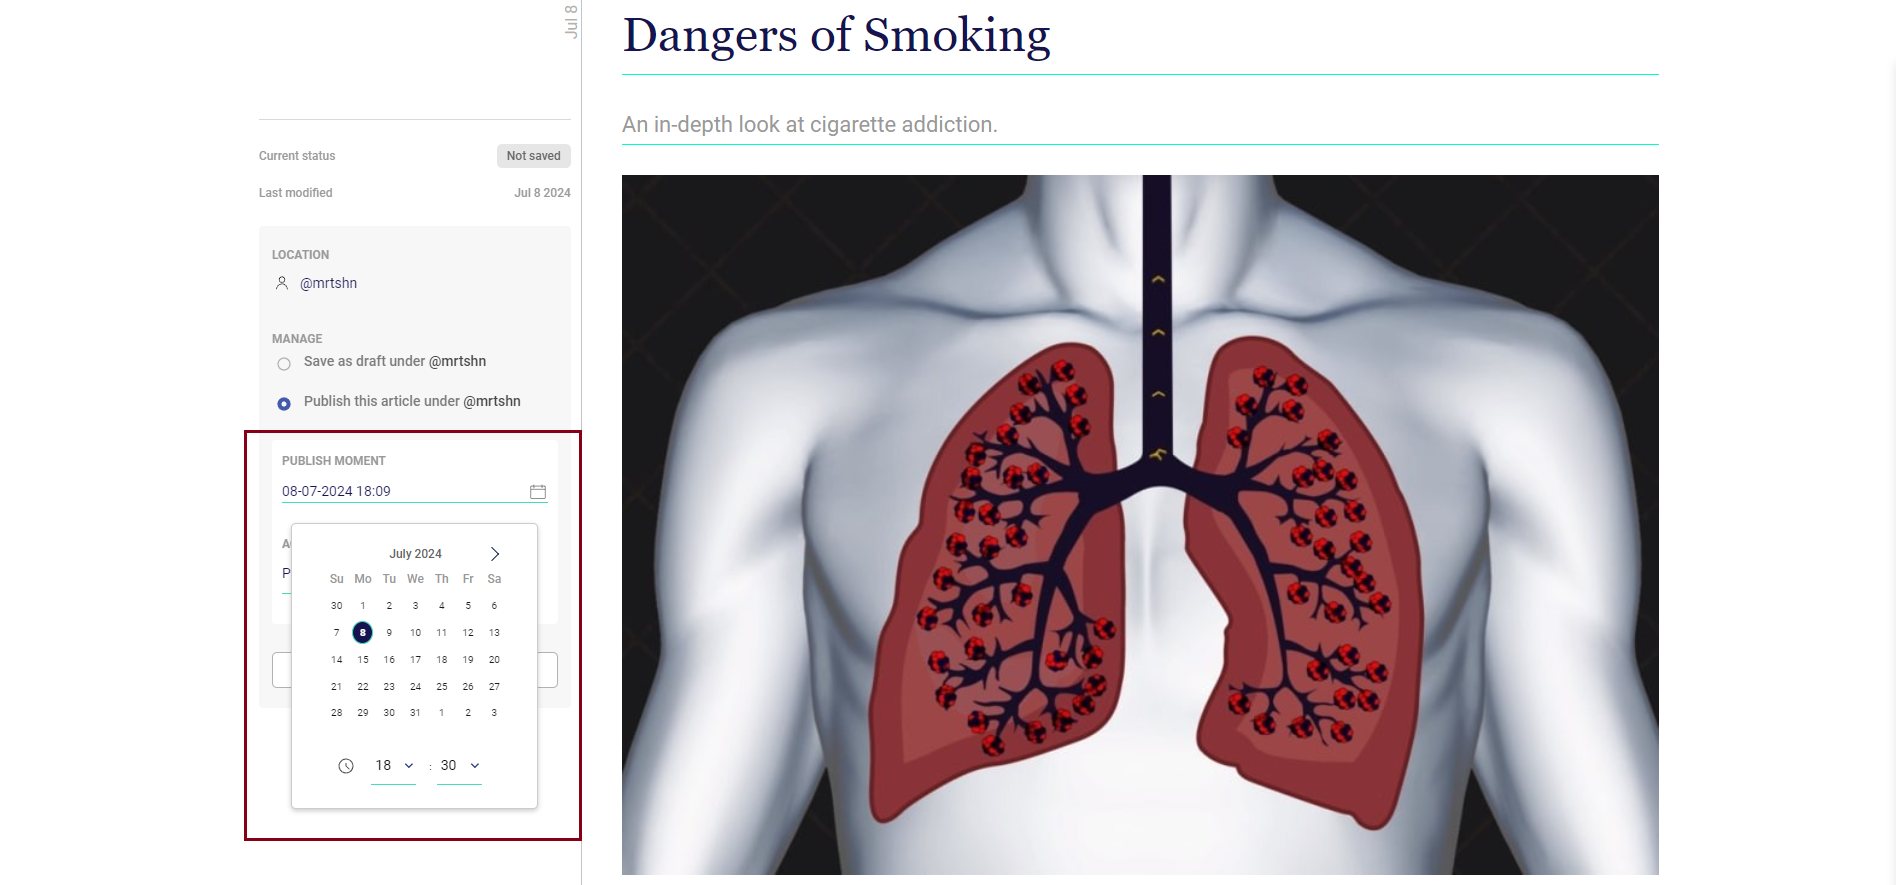 Jul 8
Dangers of Smoking
An in-depth look at cigarette addiction.
Current status Not saved
Last modified Jul 8 2024
LOCATION
@mrtshn
MANAGE
Save as draft under @mrtshn
Publish this article under @mrtshn
PUBLISH MOMENT
08-07-2024 18:09
July 2024
Su Mo Tu We Th Fr Sa
30 1 2 3 4 5 6
7 8 9 10 11 12 13
14 15 16 17 18 19 20
21 22 23 24 25 26 27
28 29 30 31 1 2 3
18 : 30